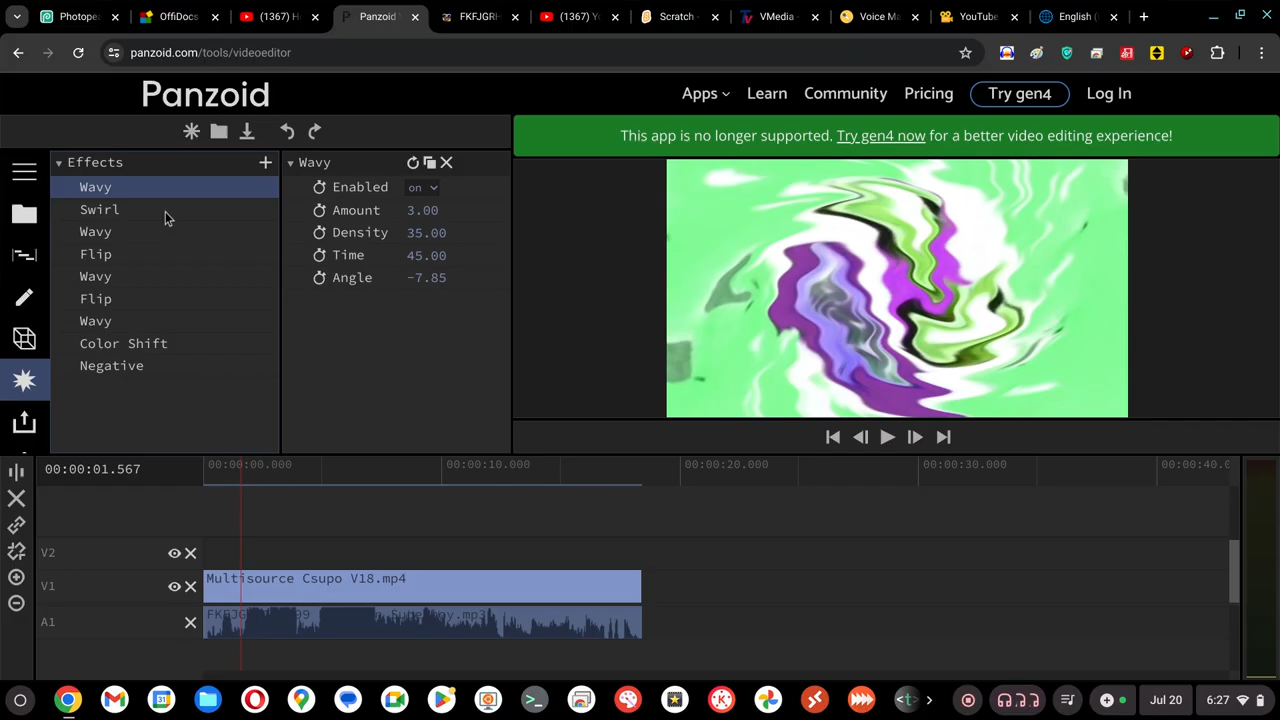 Photopea
OffiDocs
(1367) H
Panzoid
FKFJGRH
(1367) Y
Scratch -
VMedia -
Voice Ma
YouTube
English (
panzoid.com/tools/videoeditor
Panzoid
Apps
Learn
Community
Pricing
Try gen4
Log In
This app is no longer supported. Try gen4 now for a better video editing experience!
Effects
Wavy
Swirl
Wavy
Flip
Wavy
Flip
Wavy
Color Shift
Negative
Wavy
Enabled on
Amount 3.00
Density 35.00
Time 45.00
Angle -7.85
00:00:01.567
00:00:00.000
00:00:10.000
00:00:20.000
00:00:30.000
00:00:40.0
V2
V1
Multisource Csupo V18.mp4
A1
Jul 20
6:27